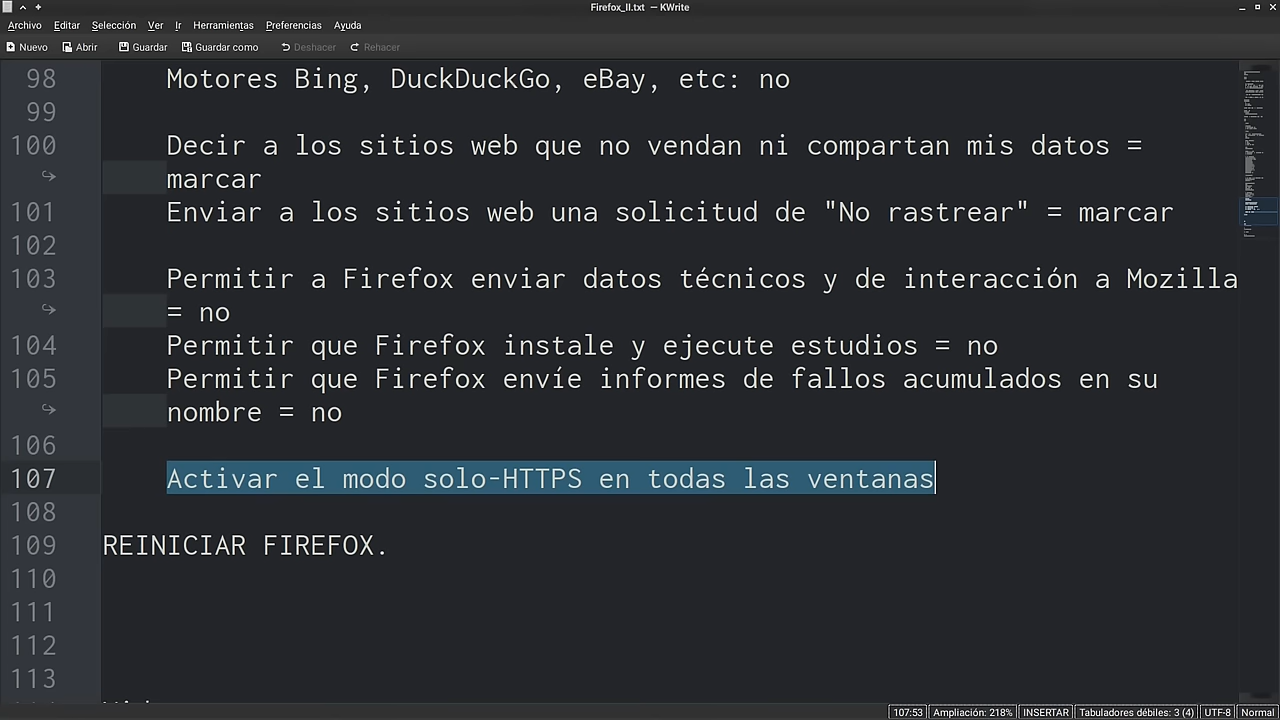 Firefox_II.txt — KWrite
Archivo Editar Selección Ver Ir Herramientas Preferencias Ayuda
Nuevo Abrir Guardar Guardar como Deshacer Rehacer
98 Motores Bing, DuckDuckGo, eBay, etc: no
99
100 Decir a los sitios web que no vendan ni compartan mis datos =
marcar
101 Enviar a los sitios web una solicitud de "No rastrear" = marcar
102
103 Permitir a Firefox enviar datos técnicos y de interacción a Mozilla
= no
104 Permitir que Firefox instale y ejecute estudios = no
105 Permitir que Firefox envíe informes de fallos acumulados en su
nombre = no
106
107 Activar el modo solo-HTTPS en todas las ventanas
108
109 REINICIAR FIREFOX.
110
111
112
113
107:53 Ampliación: 218% INSERTAR Tabuladores débiles: 3 (4) UTF-8 Normal